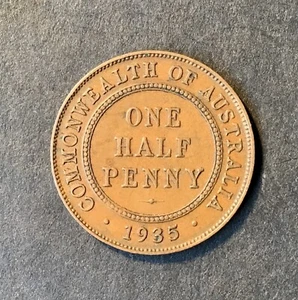 COMMONWEALTH OF AUSTRALIA
ONE
HALF
PENNY
· 1935 ·